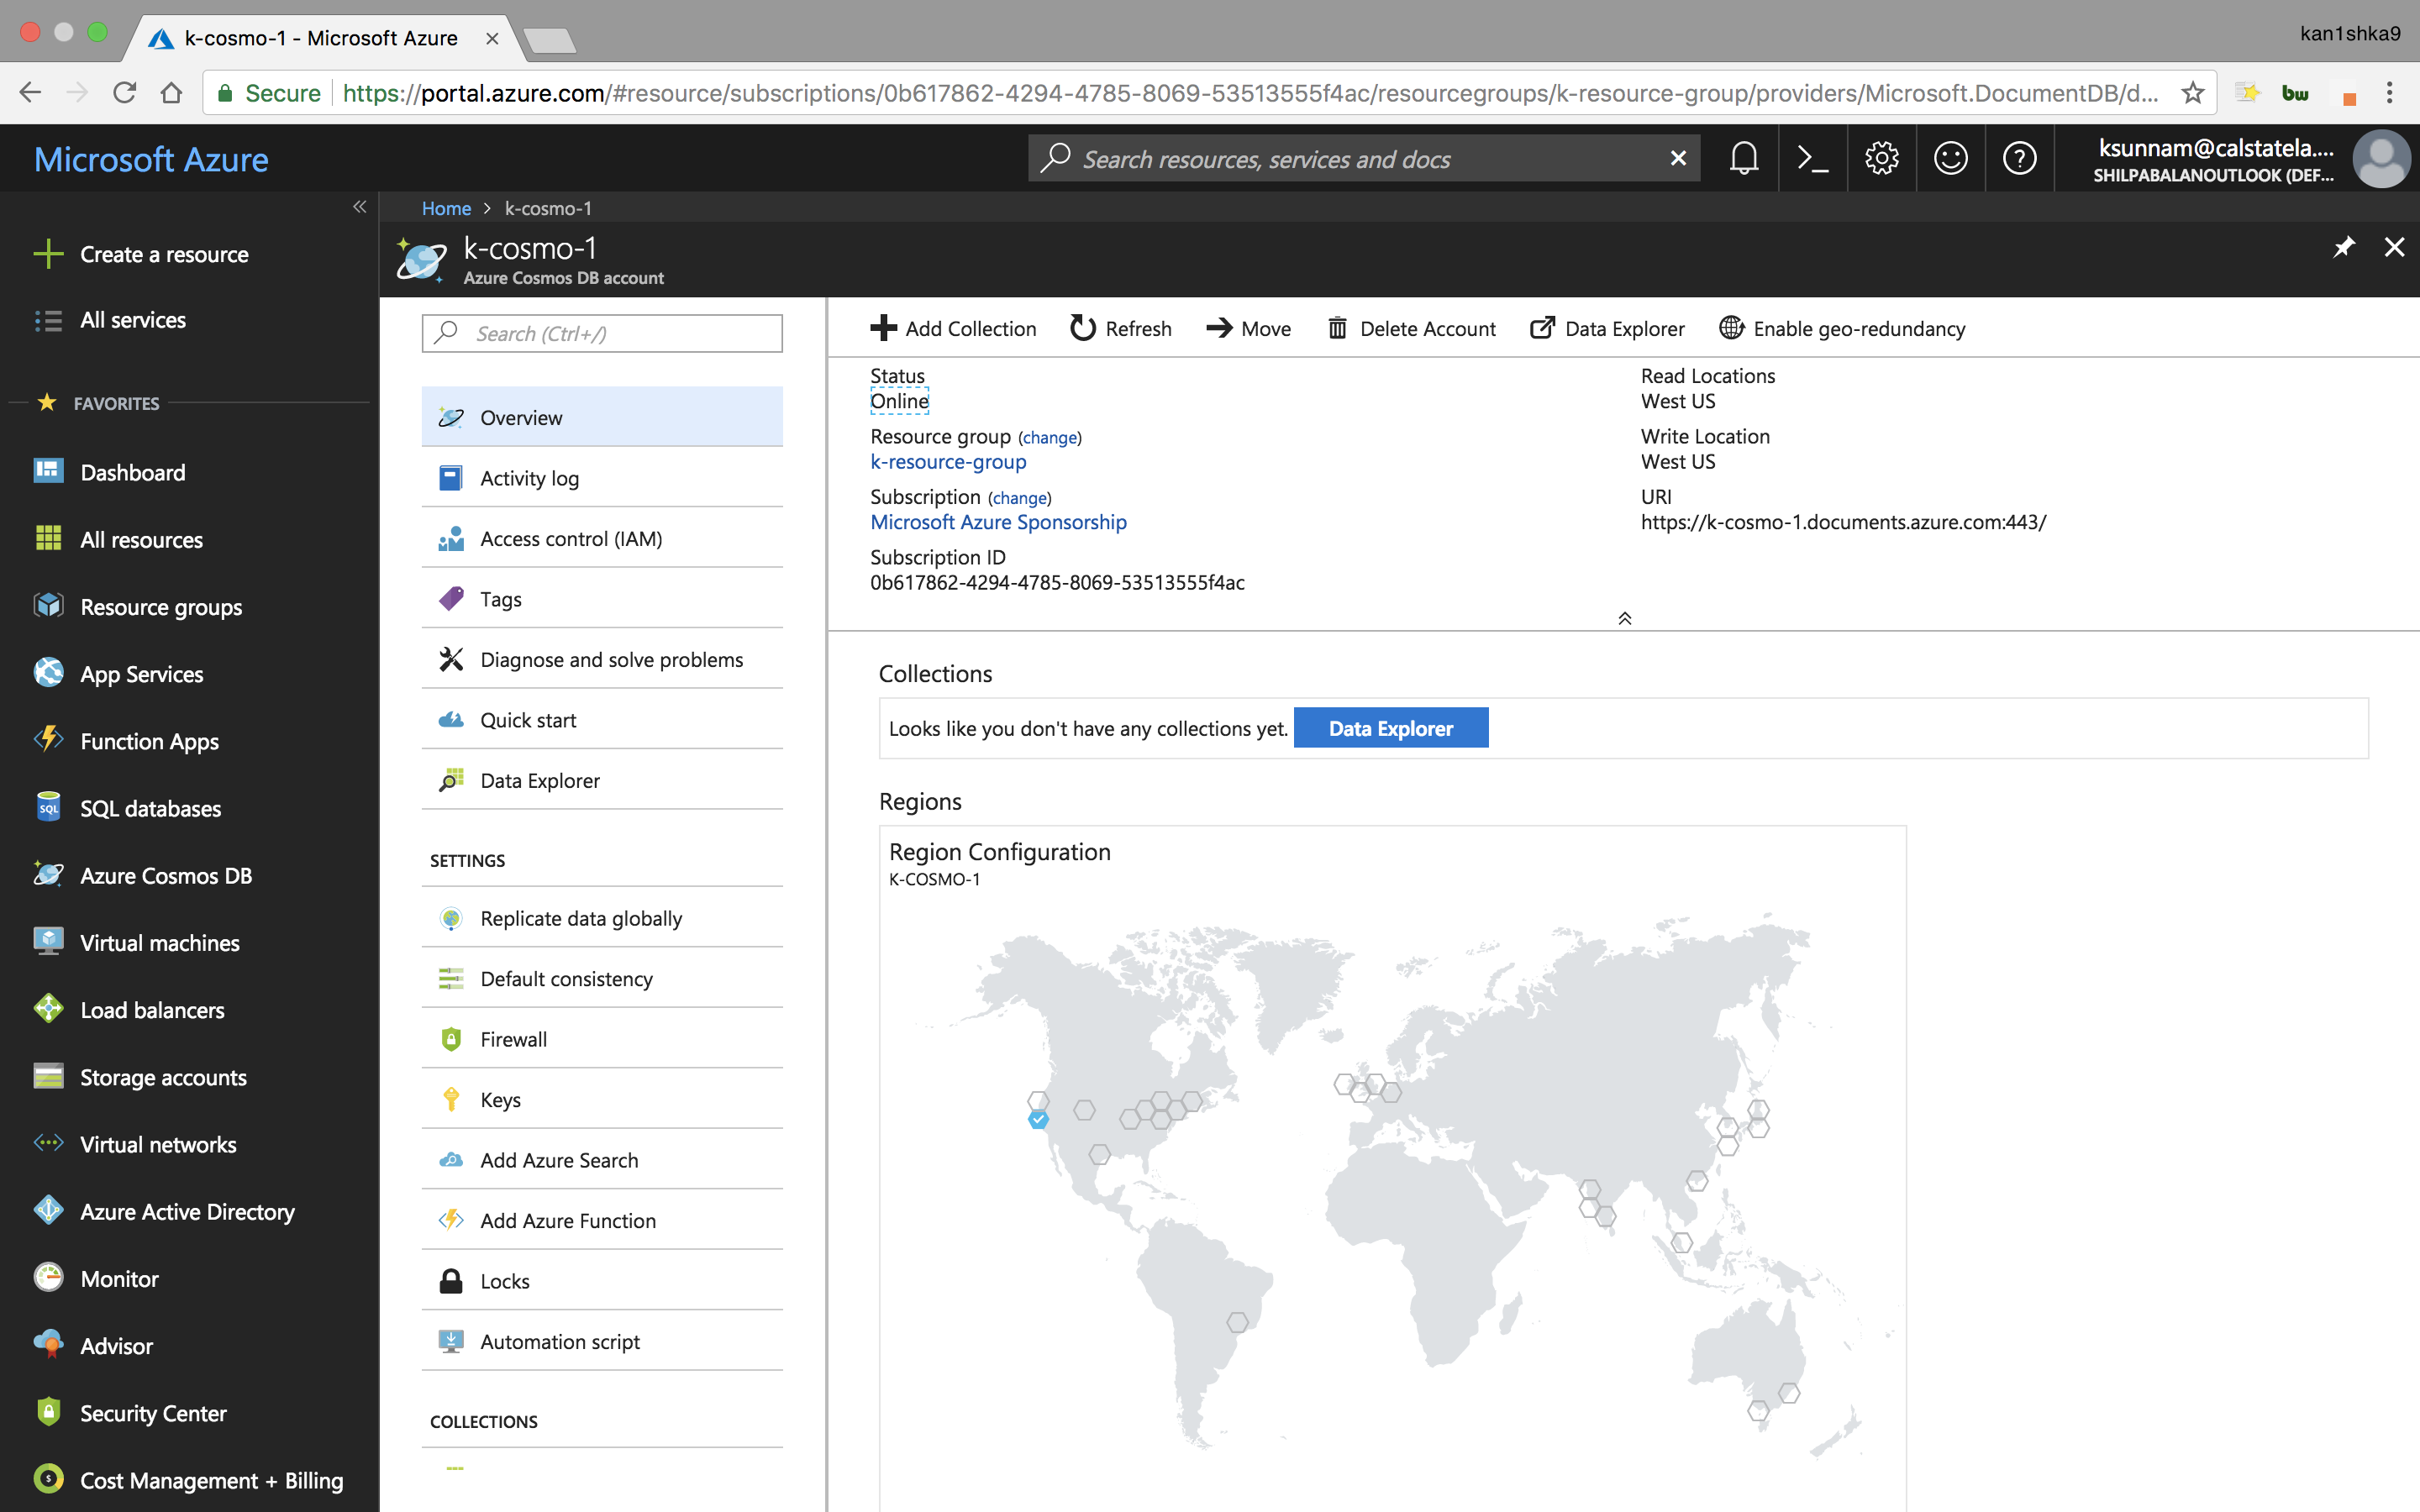 k-cosmo-1 - Microsoft Azure
kan1shka9
Secure https://portal.azure.com/#resource/subscriptions/0b617862-4294-4785-8069-53513555f4ac/resourcegroups/k-resource-group/providers/Microsoft.DocumentDB/d...
bw
Microsoft Azure
Search resources, services and docs
ksunnam@calstatela....
SHILPABALANOUTLOOK (DEF...
Home > k-cosmo-1
k-cosmo-1
Azure Cosmos DB account
Create a resource
All services
FAVORITES
Dashboard
All resources
Resource groups
App Services
Function Apps
SQL
SQL databases
Azure Cosmos DB
Virtual machines
Load balancers
Storage accounts
Virtual networks
Azure Active Directory
Monitor
Advisor
Security Center
Cost Management + Billing
Search (Ctrl+/)
Overview
Activity log
Access control (IAM)
Tags
Diagnose and solve problems
Quick start
Data Explorer
SETTINGS
Replicate data globally
Default consistency
Firewall
Keys
Add Azure Search
Add Azure Function
Locks
Automation script
COLLECTIONS
Add Collection
Refresh
Move
Delete Account
Data Explorer
Enable geo-redundancy
Status
Online
Resource group (change)
k-resource-group
Subscription (change)
Microsoft Azure Sponsorship
Subscription ID
0b617862-4294-4785-8069-53513555f4ac
Read Locations
West US
Write Location
West US
URI
https://k-cosmo-1.documents.azure.com:443/
Collections
Looks like you don't have any collections yet. Data Explorer
Regions
Region Configuration
K-COSMO-1